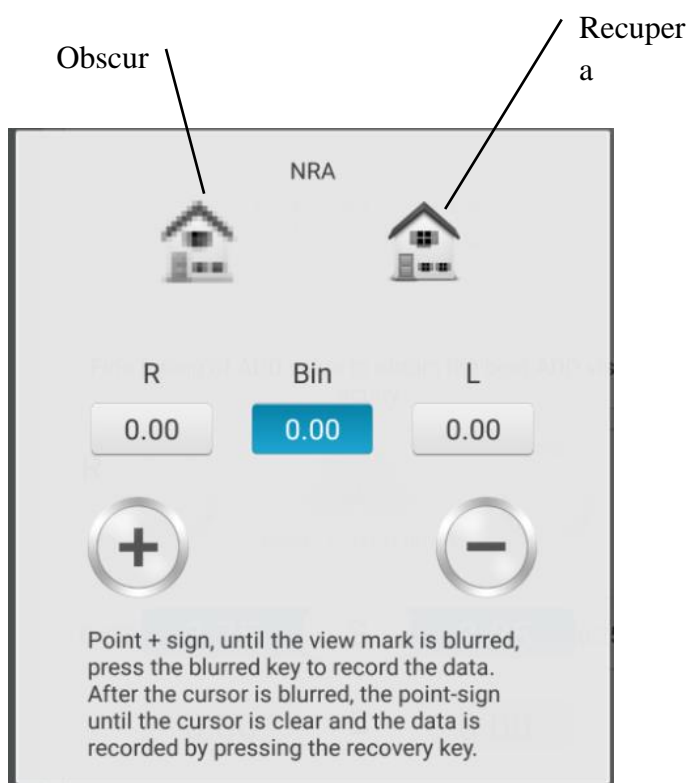 Recuper
a
Obscur
NRA
R Bin L
0.00 0.00 0.00
+ −
Point + sign, until the view mark is blurred,
press the blurred key to record the data.
After the cursor is blurred, the point-sign
until the cursor is clear and the data is
recorded by pressing the recovery key.